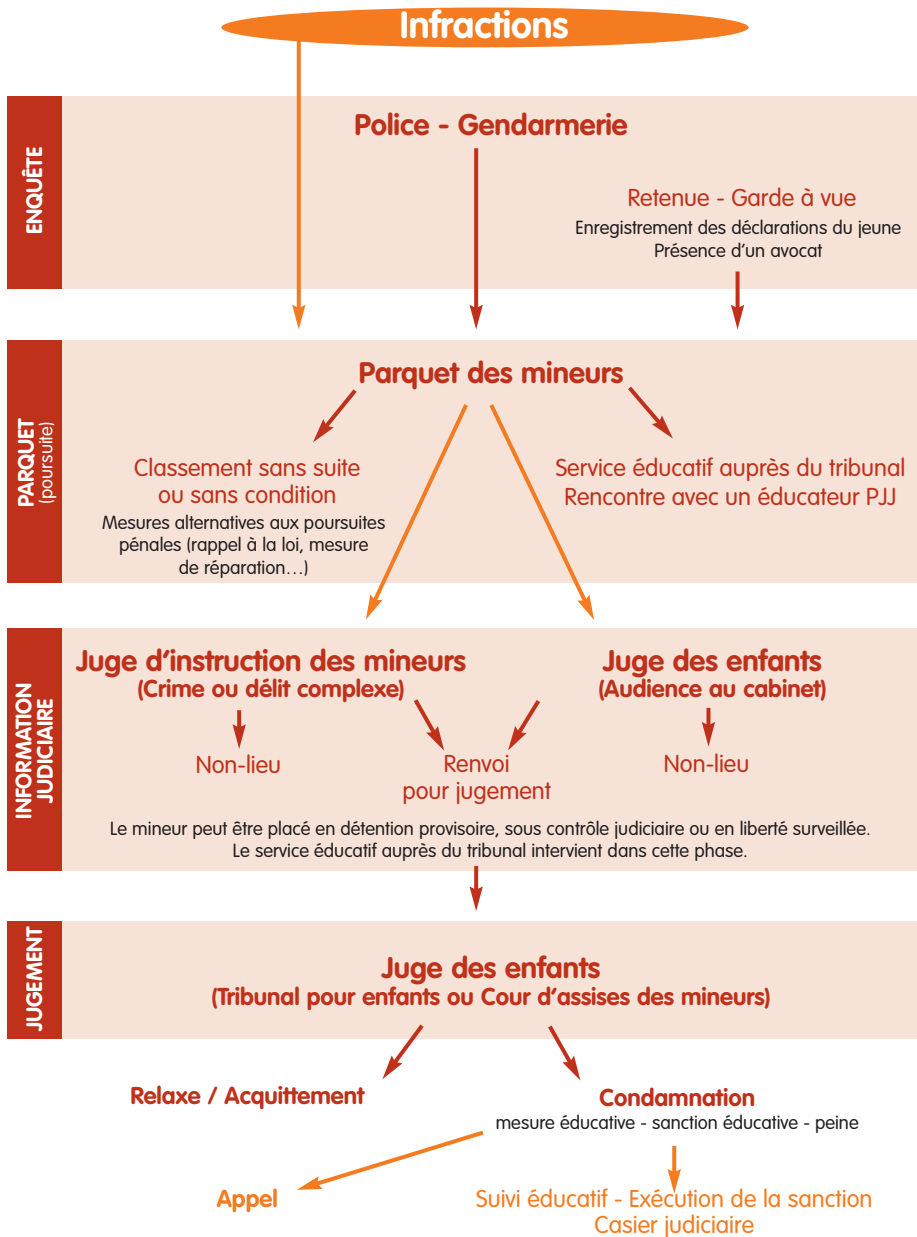 Infractions
ENQUÊTE
Police - Gendarmerie
Retenue - Garde à vue
Enregistrement des déclarations du jeune
Présence d'un avocat
PARQUET
(poursuite)
Parquet des mineurs
Classement sans suite
ou sans condition
Mesures alternatives aux poursuites
pénales (rappel à la loi, mesure
de réparation…)
Service éducatif auprès du tribunal
Rencontre avec un éducateur PJJ
INFORMATION
JUDICIAIRE
Juge d'instruction des mineurs
(Crime ou délit complexe)
Juge des enfants
(Audience au cabinet)
Non-lieu
Renvoi
pour jugement
Non-lieu
Le mineur peut être placé en détention provisoire, sous contrôle judiciaire ou en liberté surveillée.
Le service éducatif auprès du tribunal intervient dans cette phase.
JUGEMENT
Juge des enfants
(Tribunal pour enfants ou Cour d'assises des mineurs)
Relaxe / Acquittement
Condamnation
mesure éducative - sanction éducative - peine
Appel
Suivi éducatif - Exécution de la sanction
Casier judiciaire